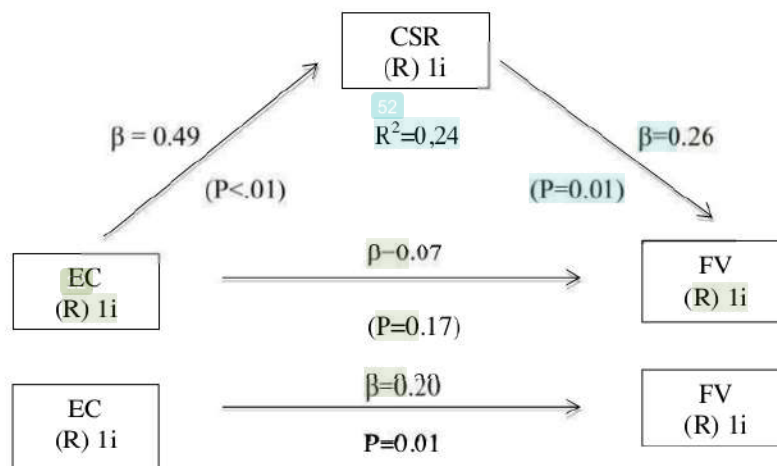 CSR
(R) 1i
52
β = 0.49
R²=0,24
β=0.26
(P<.01)
(P=0.01)
β=0.07
EC
(R) 1i
FV
(R) 1i
(P=0.17)
β=0.20
EC
(R) 1i
FV
(R) 1i
P=0.01